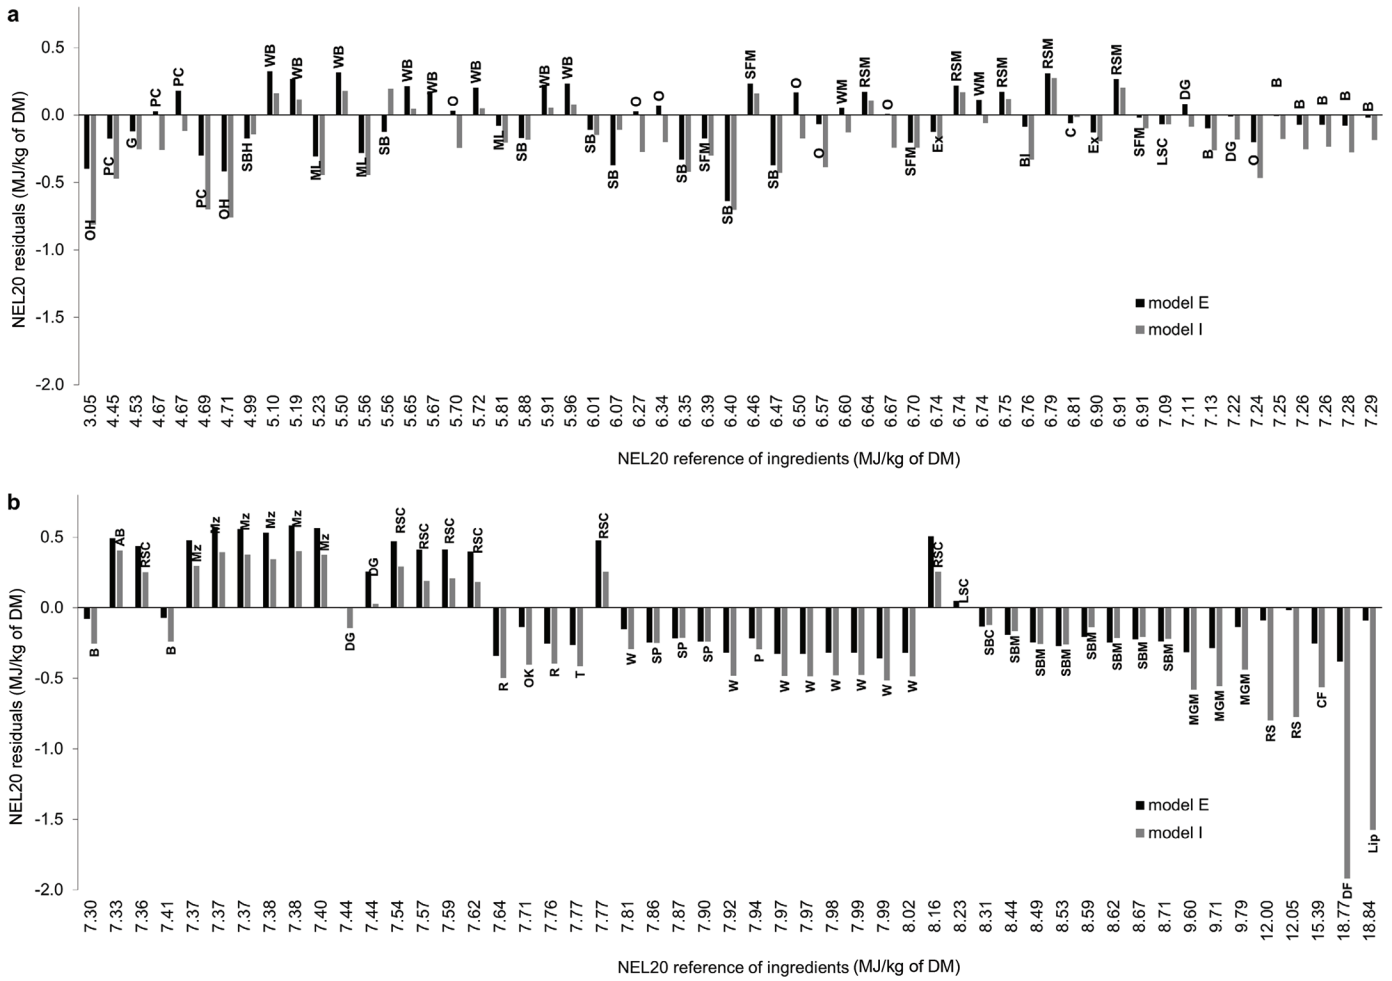 a
NEL20 residuals (MJ/kg of DM)
0.5
0.0
-0.5
-1.0
-1.5
-2.0
OH PC G PC PC PC OH SBH WB WB ML WB ML SB WB WB O WB ML SB WB WB SB SB O O SB SFM SB SFM SB O O WM RSM O SFM Ex RSM WM RSM BI RSM C Ex RSM SFM LSC DG B DG O B B B B B
model E
model I
3.05 4.45 4.53 4.67 4.67 4.69 4.71 4.99 5.10 5.19 5.23 5.50 5.56 5.56 5.65 5.67 5.70 5.72 5.81 5.88 5.91 5.96 6.01 6.07 6.27 6.34 6.35 6.39 6.40 6.46 6.47 6.50 6.57 6.60 6.64 6.67 6.70 6.74 6.74 6.74 6.75 6.76 6.79 6.81 6.90 6.91 6.91 7.09 7.11 7.13 7.22 7.24 7.25 7.26 7.26 7.28 7.29
NEL20 reference of ingredients (MJ/kg of DM)
b
NEL20 residuals (MJ/kg of DM)
0.5
0.0
-0.5
-1.0
-1.5
-2.0
B AB RSC B Mz Mz Mz Mz Mz Mz DG DG RSC RSC RSC RSC R OK R T RSC W SP SP SP W P W W W W W W RSC LSC SBC SBM SBM SBM SBM SBM SBM SBM MGM MGM MGM RS RS CF DF Lip
model E
model I
7.30 7.33 7.36 7.41 7.37 7.37 7.37 7.38 7.38 7.40 7.44 7.44 7.54 7.57 7.59 7.62 7.64 7.71 7.76 7.77 7.77 7.81 7.86 7.87 7.90 7.92 7.94 7.97 7.97 7.98 7.99 7.99 8.02 8.16 8.23 8.31 8.44 8.49 8.53 8.59 8.62 8.67 8.71 9.60 9.71 9.79 12.00 12.05 15.39 18.77 18.84
NEL20 reference of ingredients (MJ/kg of DM)